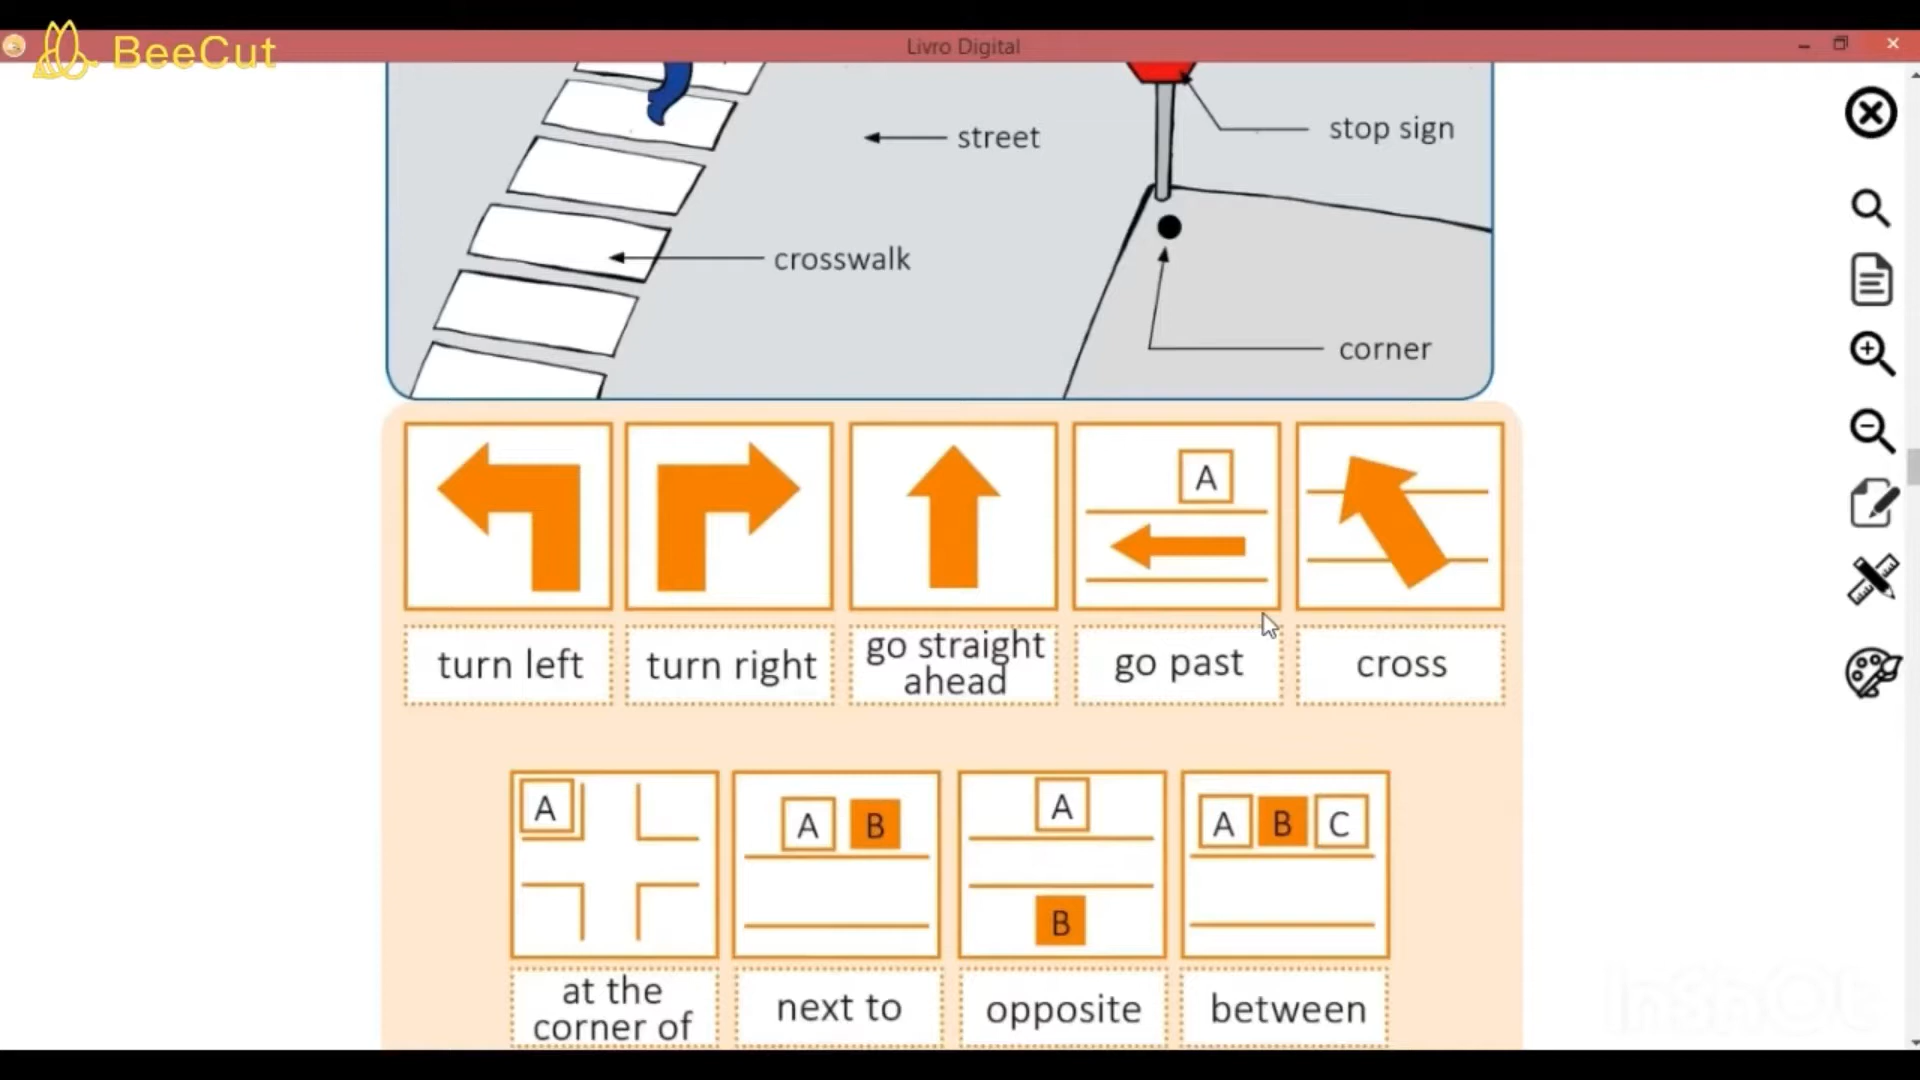 BeeCut
Livro Digital
street
stop sign
crosswalk
corner
A
turn left
turn right
go straight
ahead
go past
cross
A
A B
A
B
A B C
at the
corner of
next to
opposite
between
InShOt